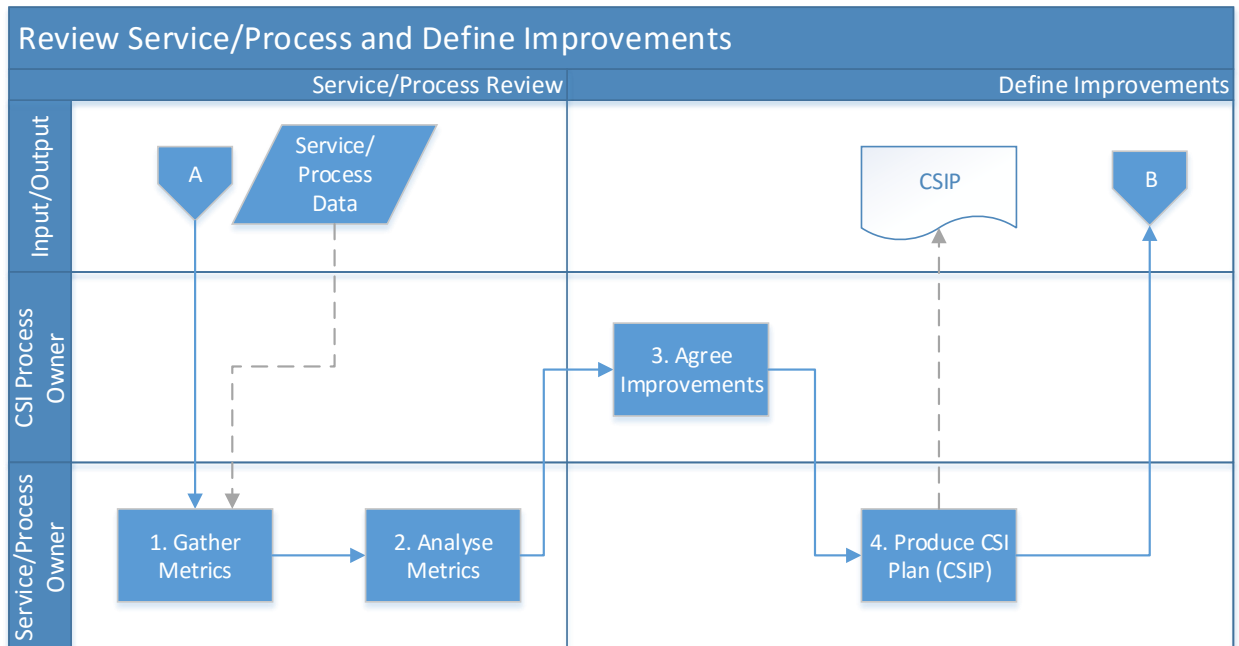 Review Service/Process and Define Improvements
Service/Process Review
Define Improvements
Input/Output
A
Service/
Process
Data
CSIP
B
CSI Process
Owner
3. Agree
Improvements
Service/Process
Owner
1. Gather
Metrics
2. Analyse
Metrics
4. Produce CSI
Plan (CSIP)